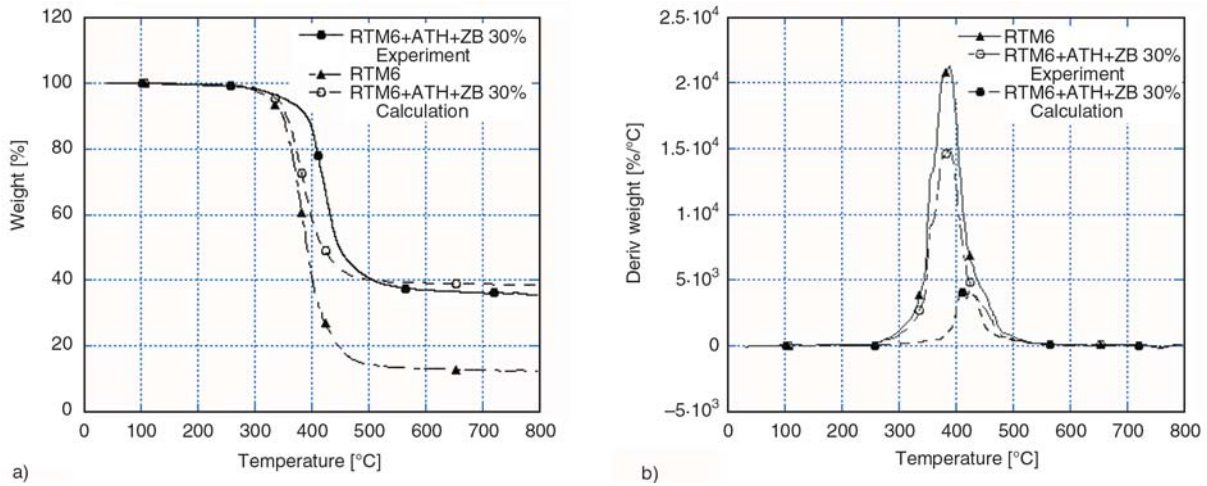 120
100
80
60
40
20
0
Weight [%]
RTM6+ATH+ZB 30%
Experiment
RTM6
RTM6+ATH+ZB 30%
Calculation
0 100 200 300 400 500 600 700 800
Temperature [°C]
a)
2.5·10⁴
2·10⁴
1.5·10⁴
1·10⁴
5·10³
0
–5·10³
Deriv weight [%/°C]
RTM6
RTM6+ATH+ZB 30%
Experiment
RTM6+ATH+ZB 30%
Calculation
0 100 200 300 400 500 600 700 800
Temperature [°C]
b)